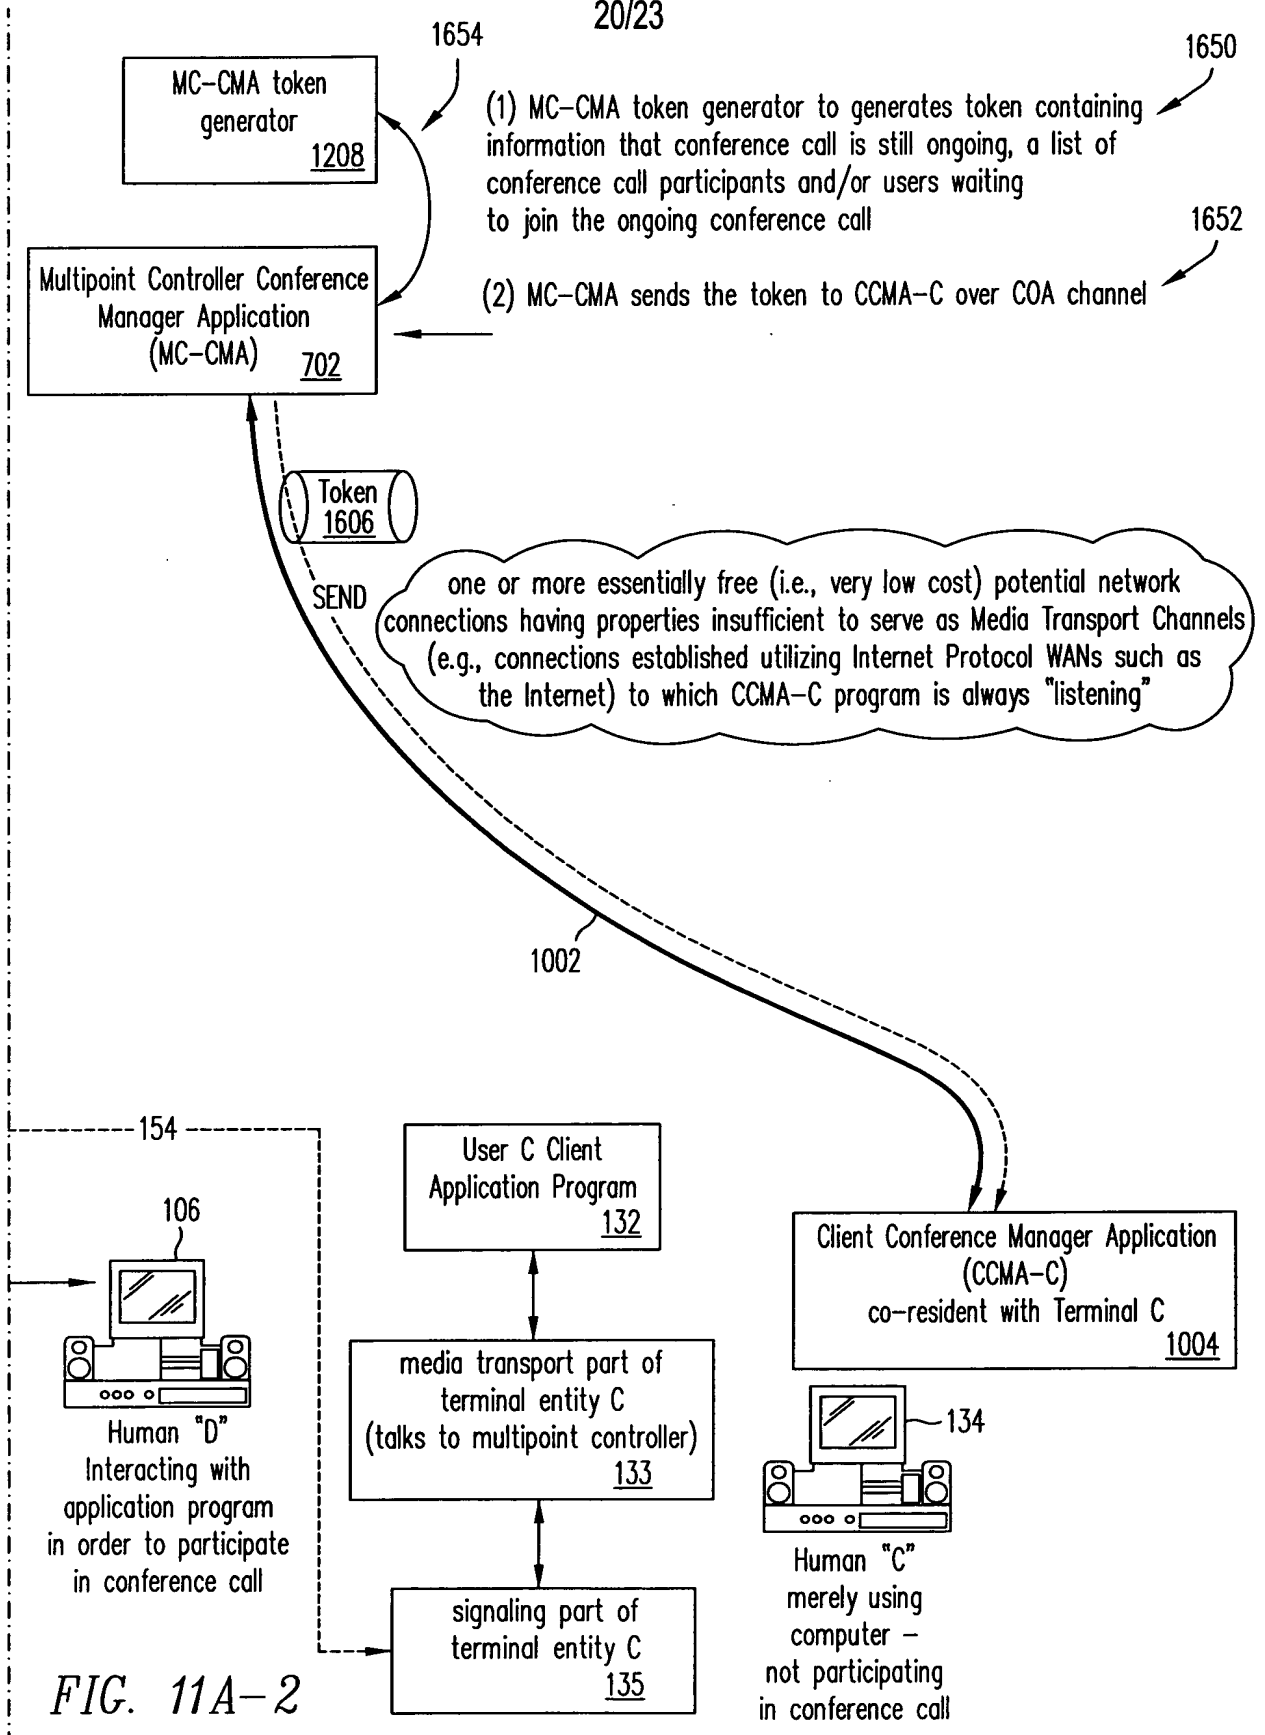 20/23
1654
1650
MC-CMA token
generator
1208
(1) MC-CMA token generator to generates token containing
information that conference call is still ongoing, a list of
conference call participants and/or users waiting
to join the ongoing conference call
1652
Multipoint Controller Conference
Manager Application
(MC-CMA)
702
(2) MC-CMA sends the token to CCMA-C over COA channel
Token
1606
SEND
one or more essentially free (i.e., very low cost) potential network
connections having properties insufficient to serve as Media Transport Channels
(e.g., connections established utilizing Internet Protocol WANs such as
the Internet) to which CCMA-C program is always "listening"
1002
154
User C Client
Application Program
132
106
Client Conference Manager Application
(CCMA-C)
co-resident with Terminal C
1004
media transport part of
terminal entity C
(talks to multipoint controller)
133
134
Human "D"
Interacting with
application program
in order to participate
in conference call
Human "C"
merely using
computer -
not participating
in conference call
signaling part of
terminal entity C
135
FIG. 11A-2